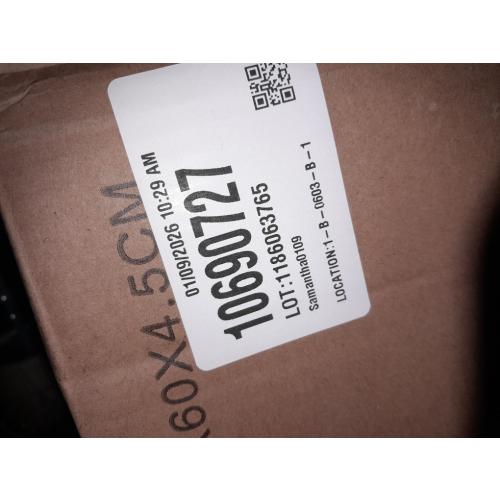 01/09/2026 10:29 AM
10690727
LOT:1186063765
Samantha0109
LOCATION:1-B-0603-B-1
60X4.5CM